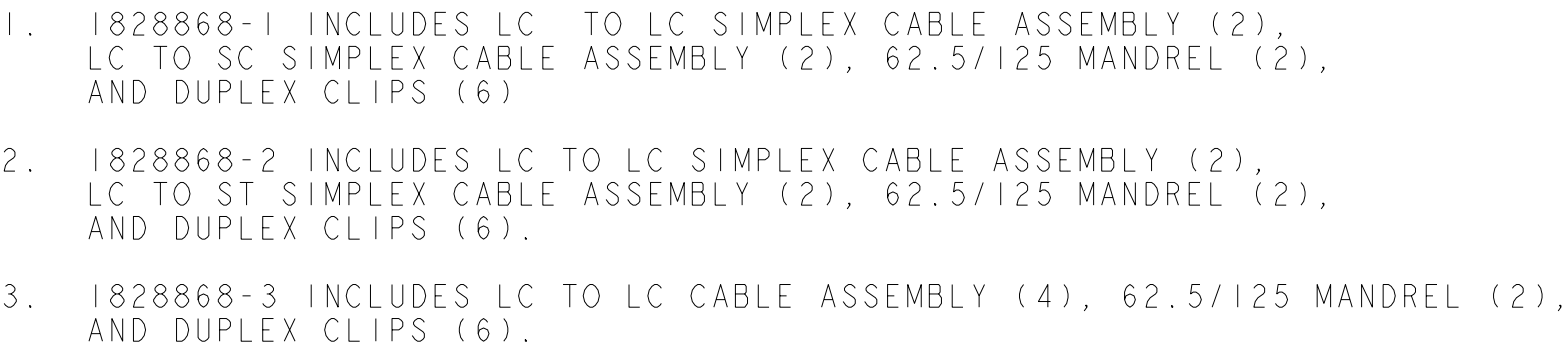 1. 1828868-1 INCLUDES LC TO LC SIMPLEX CABLE ASSEMBLY (2),
LC TO SC SIMPLEX CABLE ASSEMBLY (2), 62.5/125 MANDREL (2),
AND DUPLEX CLIPS (6)
2. 1828868-2 INCLUDES LC TO LC SIMPLEX CABLE ASSEMBLY (2),
LC TO ST SIMPLEX CABLE ASSEMBLY (2), 62.5/125 MANDREL (2),
AND DUPLEX CLIPS (6).
3. 1828868-3 INCLUDES LC TO LC CABLE ASSEMBLY (4), 62.5/125 MANDREL (2),
AND DUPLEX CLIPS (6).